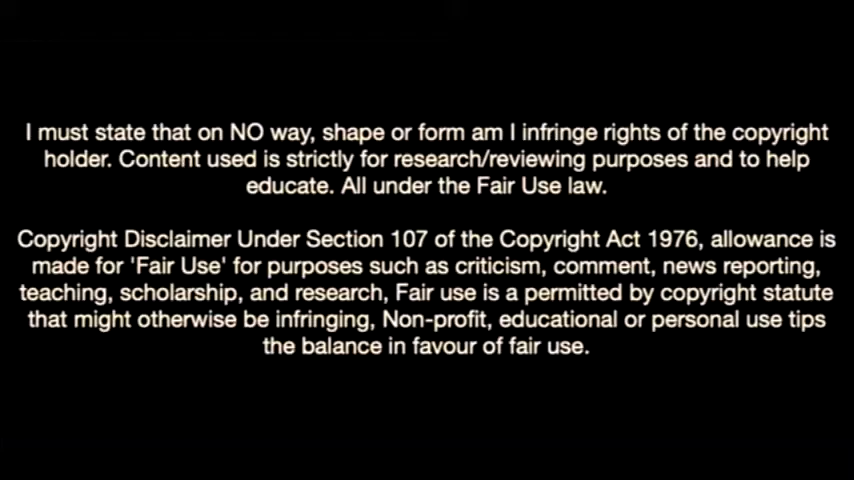 I must state that on NO way, shape or form am I infringe rights of the copyright
holder. Content used is strictly for research/reviewing purposes and to help
educate. All under the Fair Use law.
Copyright Disclaimer Under Section 107 of the Copyright Act 1976, allowance is
made for 'Fair Use' for purposes such as criticism, comment, news reporting,
teaching, scholarship, and research, Fair use is a permitted by copyright statute
that might otherwise be infringing, Non-profit, educational or personal use tips
the balance in favour of fair use.